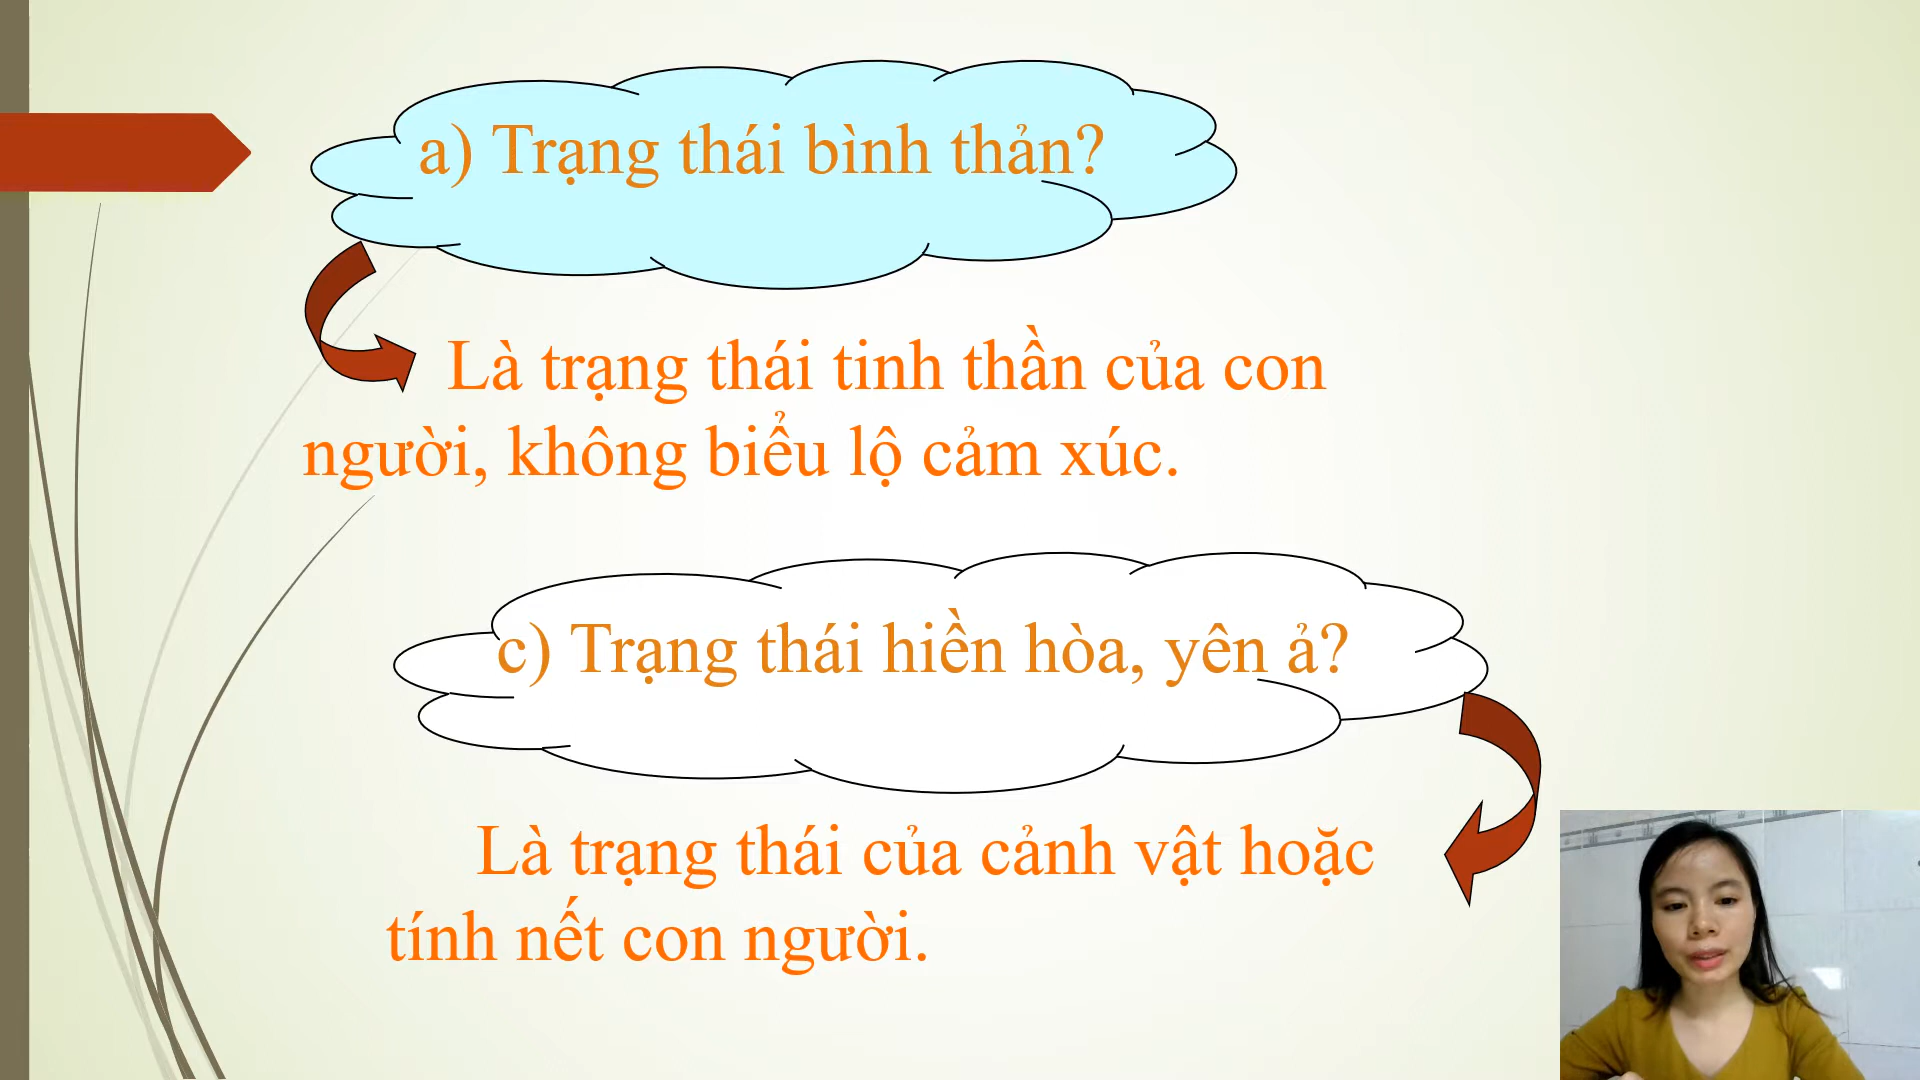 a) Trạng thái bình thản?
Là trạng thái tinh thần của con
người, không biểu lộ cảm xúc.
c) Trạng thái hiền hòa, yên ả?
Là trạng thái của cảnh vật hoặc
tính nết con người.